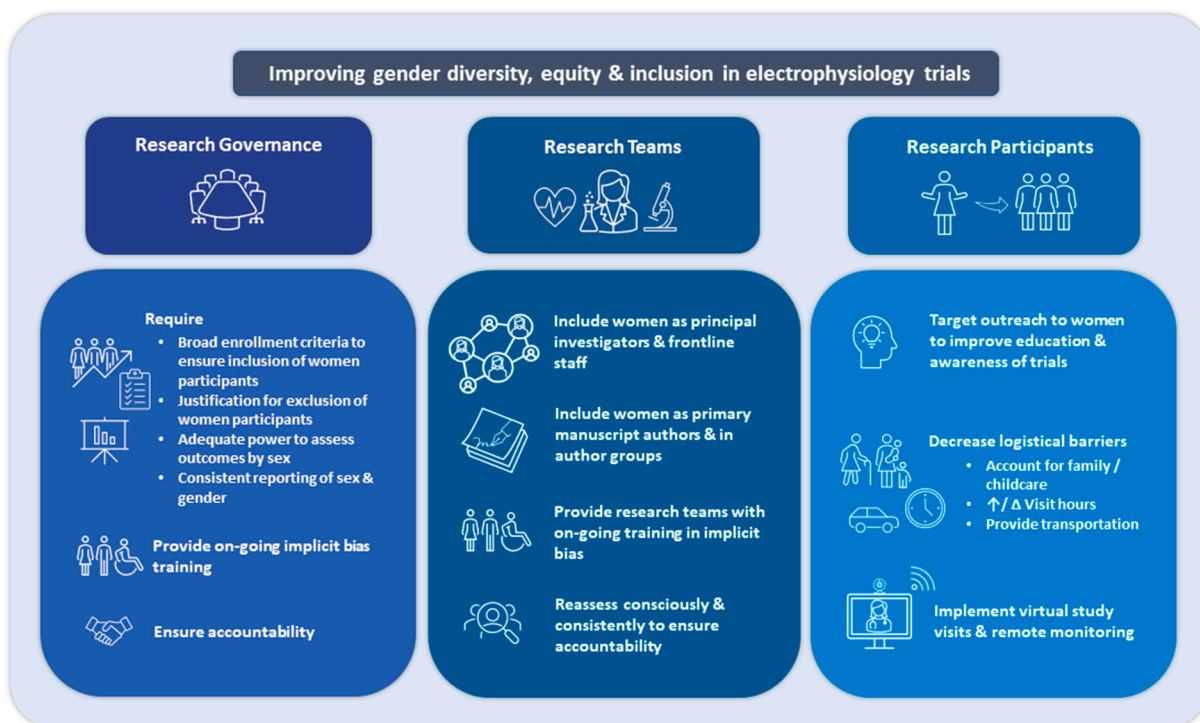 Improving gender diversity, equity & inclusion in electrophysiology trials
Research Governance
Require
• Broad enrollment criteria to
ensure inclusion of women
participants
• Justification for exclusion of
women participants
• Adequate power to assess
outcomes by sex
• Consistent reporting of sex &
gender
Provide on-going implicit bias
training
Ensure accountability
Research Teams
Include women as principal
investigators & frontline
staff
Include women as primary
manuscript authors & in
author groups
Provide research teams with
on-going training in implicit
bias
Reassess consciously &
consistently to ensure
accountability
Research Participants
Target outreach to women
to improve education &
awareness of trials
Decrease logistical barriers
• Account for family /
childcare
• ↑/ Δ Visit hours
• Provide transportation
Implement virtual study
visits & remote monitoring